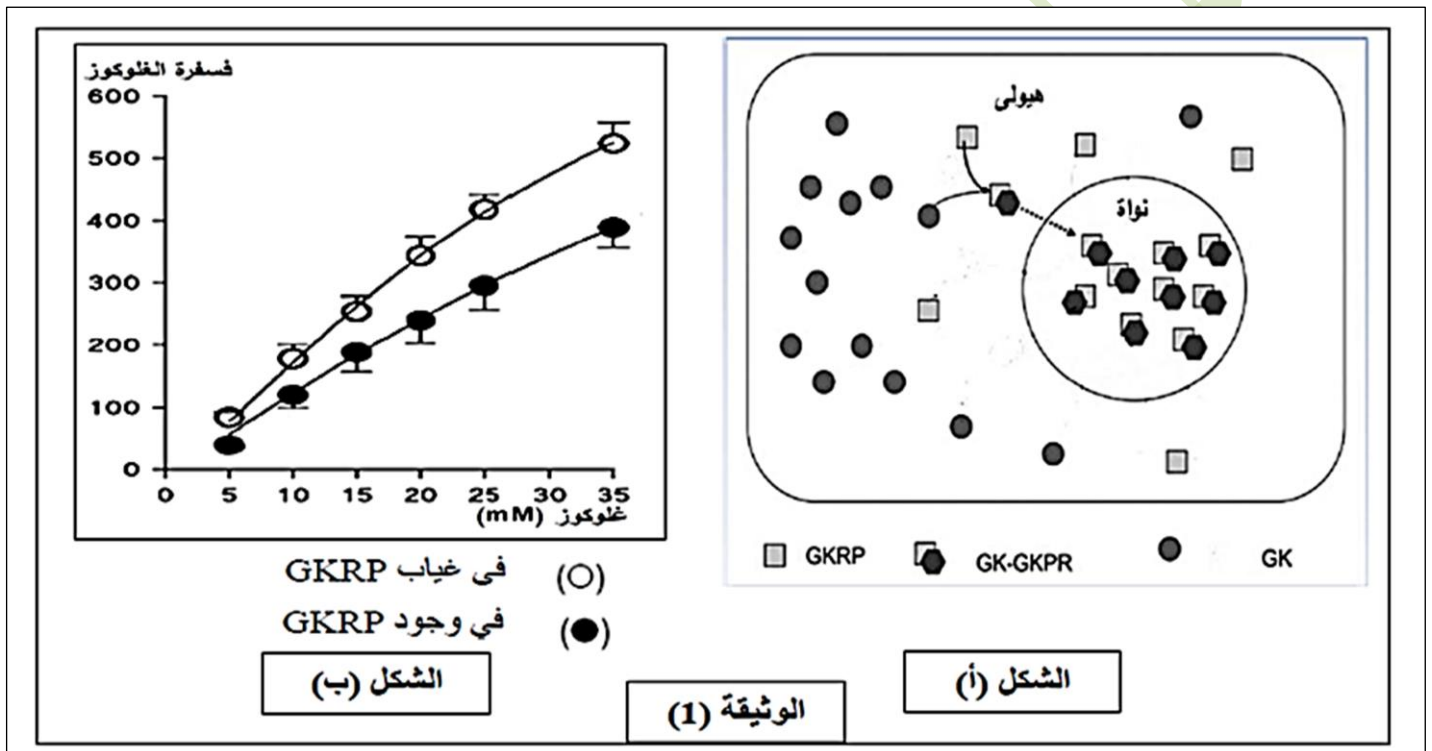 هيولى
نواة
GKRP
GK-GKPR
GK
الشكل (أ)
فسفرة الغلوكوز
600
500
400
300
200
100
0
0 5 10 15 20 25 30 35
غلوكوز (mM)
(○) في غياب GKRP
(●) في وجود GKRP
الشكل (ب)
الوثيقة (1)